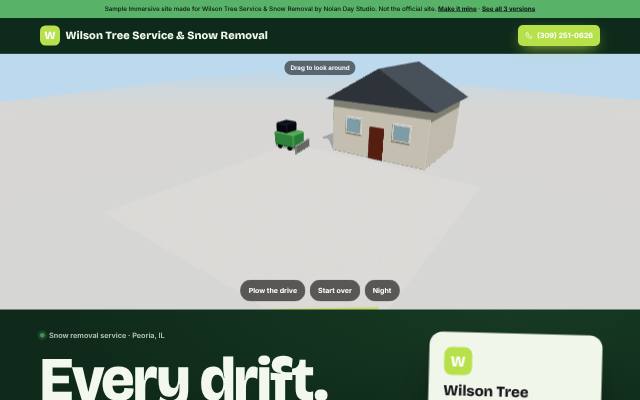 Sample Immersive site made for Wilson Tree Service & Snow Removal by Nolan Day Studio. Not the official site. Make it mine · See all 3 versions
W Wilson Tree Service & Snow Removal
(309) 251-0626
Drag to look around
Plow the drive
Start over
Night
Snow removal service · Peoria, IL
Every drift.
W
Wilson Tree